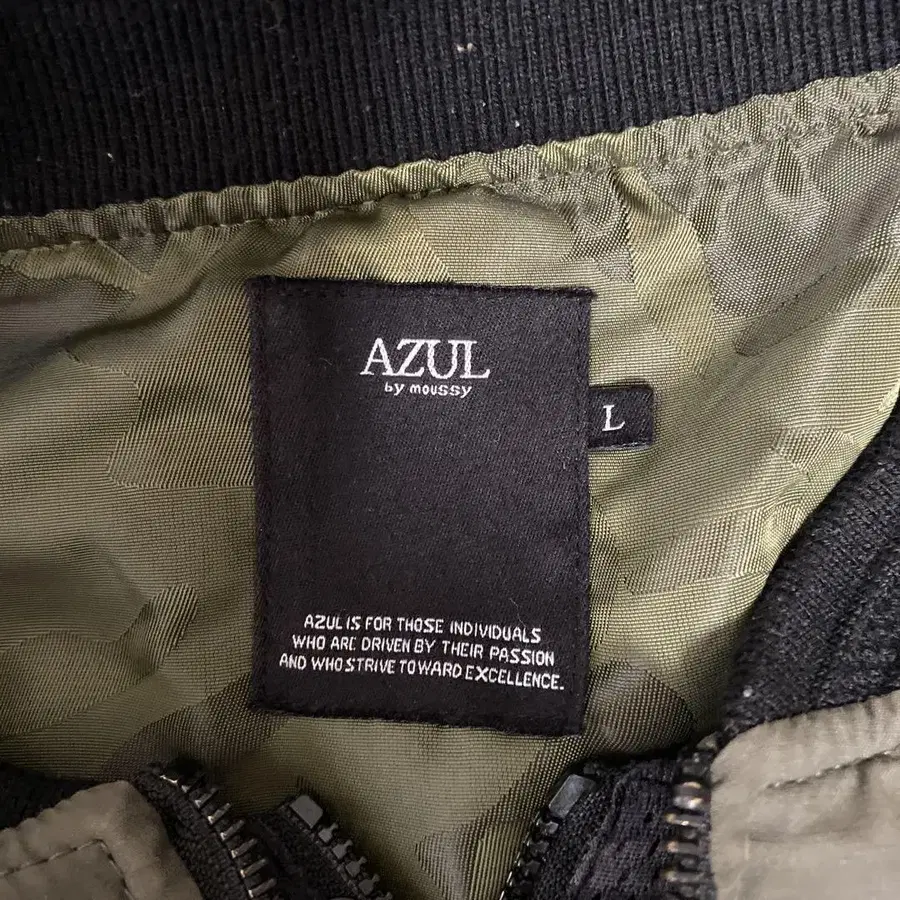 AZUL
by moussy
L
AZUL IS FOR THOSE INDIVIDUALS
WHO ARE DRIVEN BY THEIR PASSION
AND WHO STRIVE TOWARD EXCELLENCE.